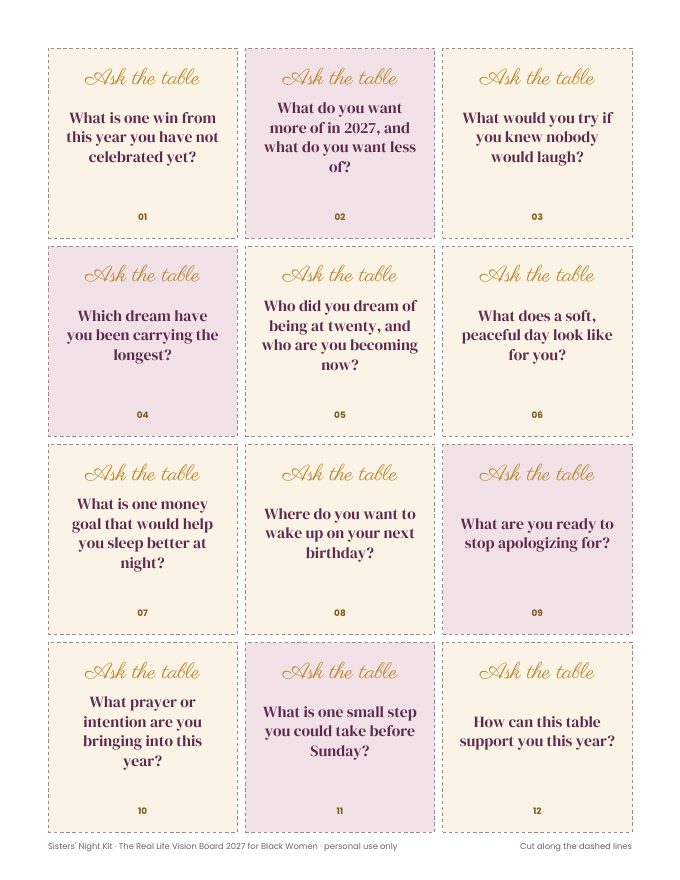 Ask the table
What is one win from
this year you have not
celebrated yet?
01
Ask the table
What do you want
more of in 2027, and
what do you want less
of?
02
Ask the table
What would you try if
you knew nobody
would laugh?
03
Ask the table
Which dream have
you been carrying the
longest?
04
Ask the table
Who did you dream of
being at twenty, and
who are you becoming
now?
05
Ask the table
What does a soft,
peaceful day look like
for you?
06
Ask the table
What is one money
goal that would help
you sleep better at
night?
07
Ask the table
Where do you want to
wake up on your next
birthday?
08
Ask the table
What are you ready to
stop apologizing for?
09
Ask the table
What prayer or
intention are you
bringing into this
year?
10
Ask the table
What is one small step
you could take before
Sunday?
11
Ask the table
How can this table
support you this year?
12
Sisters' Night Kit · The Real Life Vision Board 2027 for Black Women · personal use only
Cut along the dashed lines